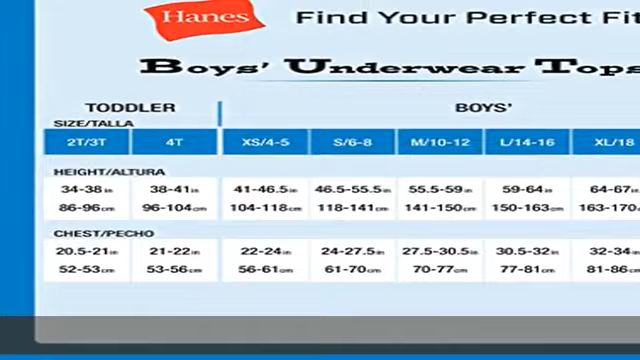 Hanes
Find Your Perfect Fit
Boys' Underwear Tops
TODDLER BOYS'
SIZE/TALLA
2T/3T 4T XS/4-5 S/6-8 M/10-12 L/14-16 XL/18
HEIGHT/ALTURA
34-38in 38-41in 41-46.5in 46.5-55.5in 55.5-59in 59-64in 64-67in
86-96cm 96-104cm 104-118cm 118-141cm 141-150cm 150-163cm 163-170
CHEST/PECHO
20.5-21in 21-22in 22-24in 24-27.5in 27.5-30.5in 30.5-32in 32-34in
52-53cm 53-56cm 56-61cm 61-70cm 70-77cm 77-81cm 81-86